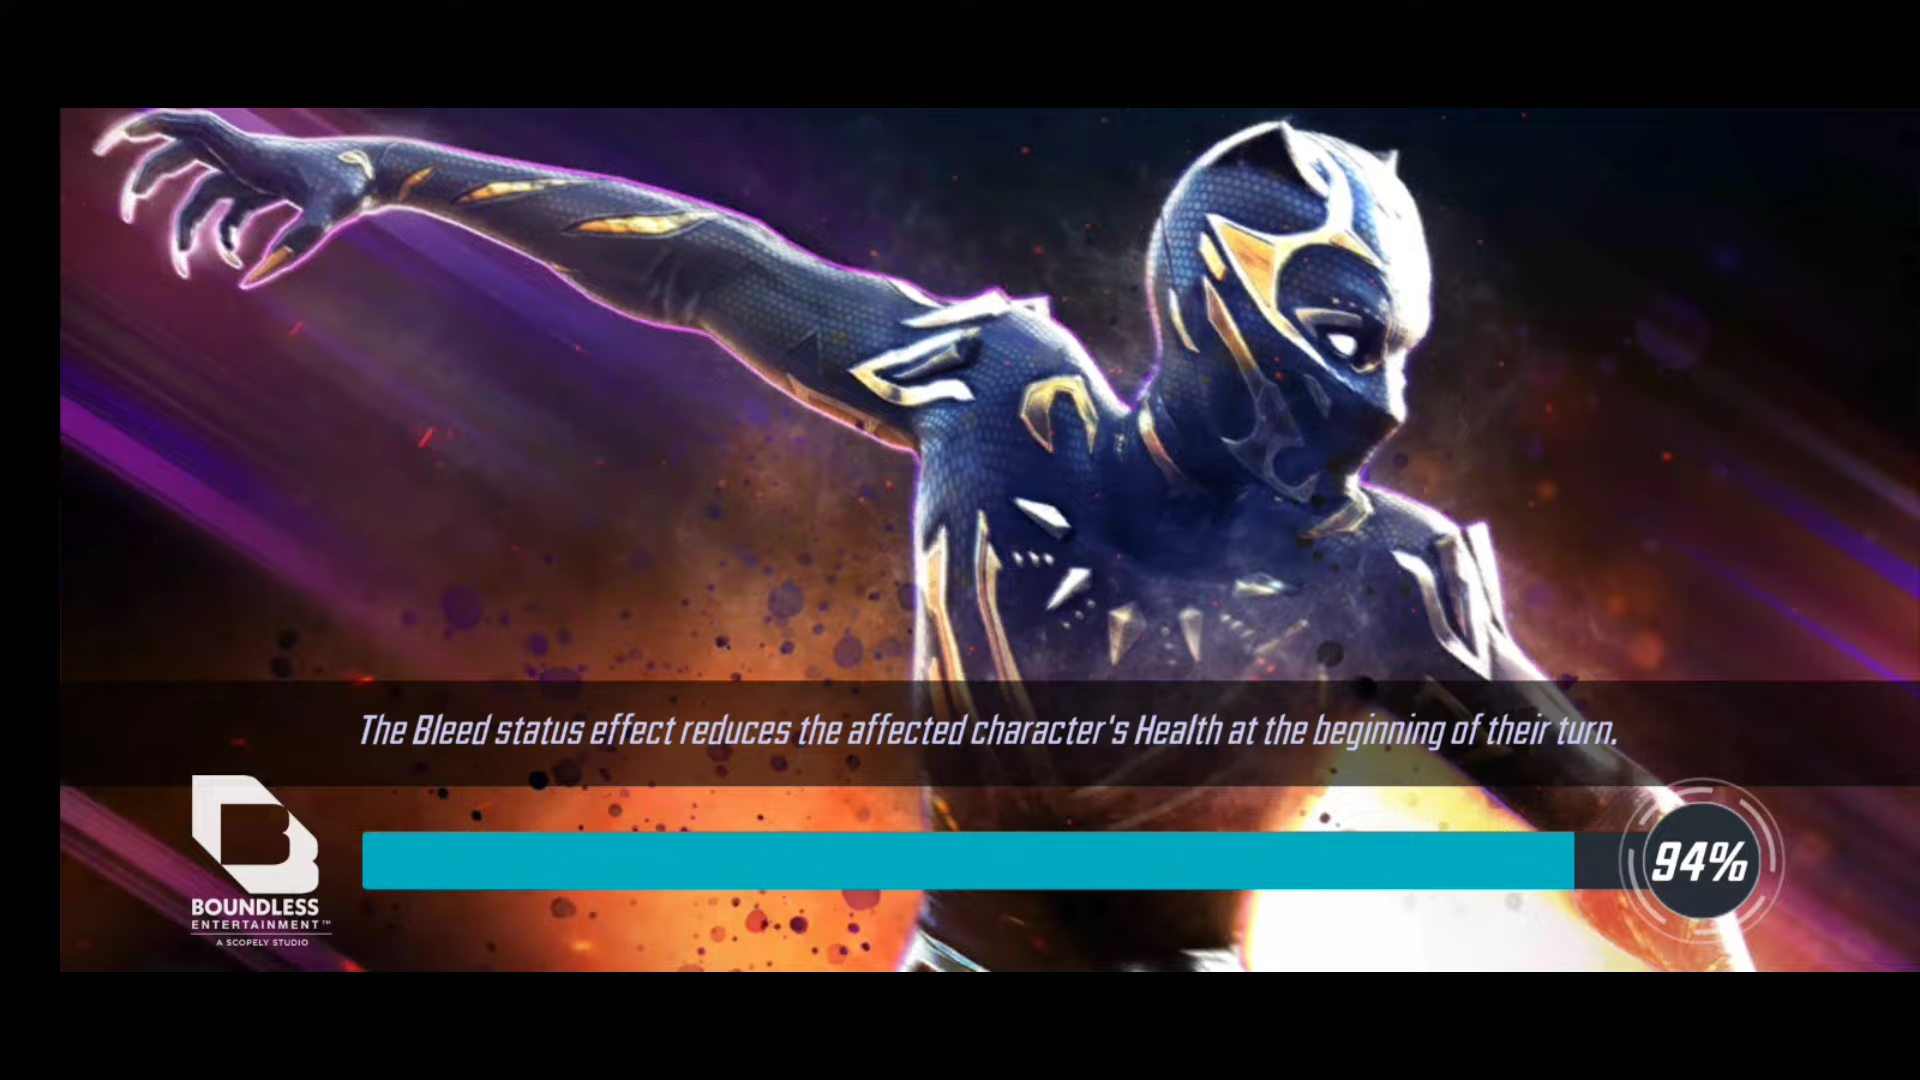 The Bleed status effect reduces the affected character's Health at the beginning of their turn.
94%
BOUNDLESS
ENTERTAINMENT™
A SCOPELY STUDIO